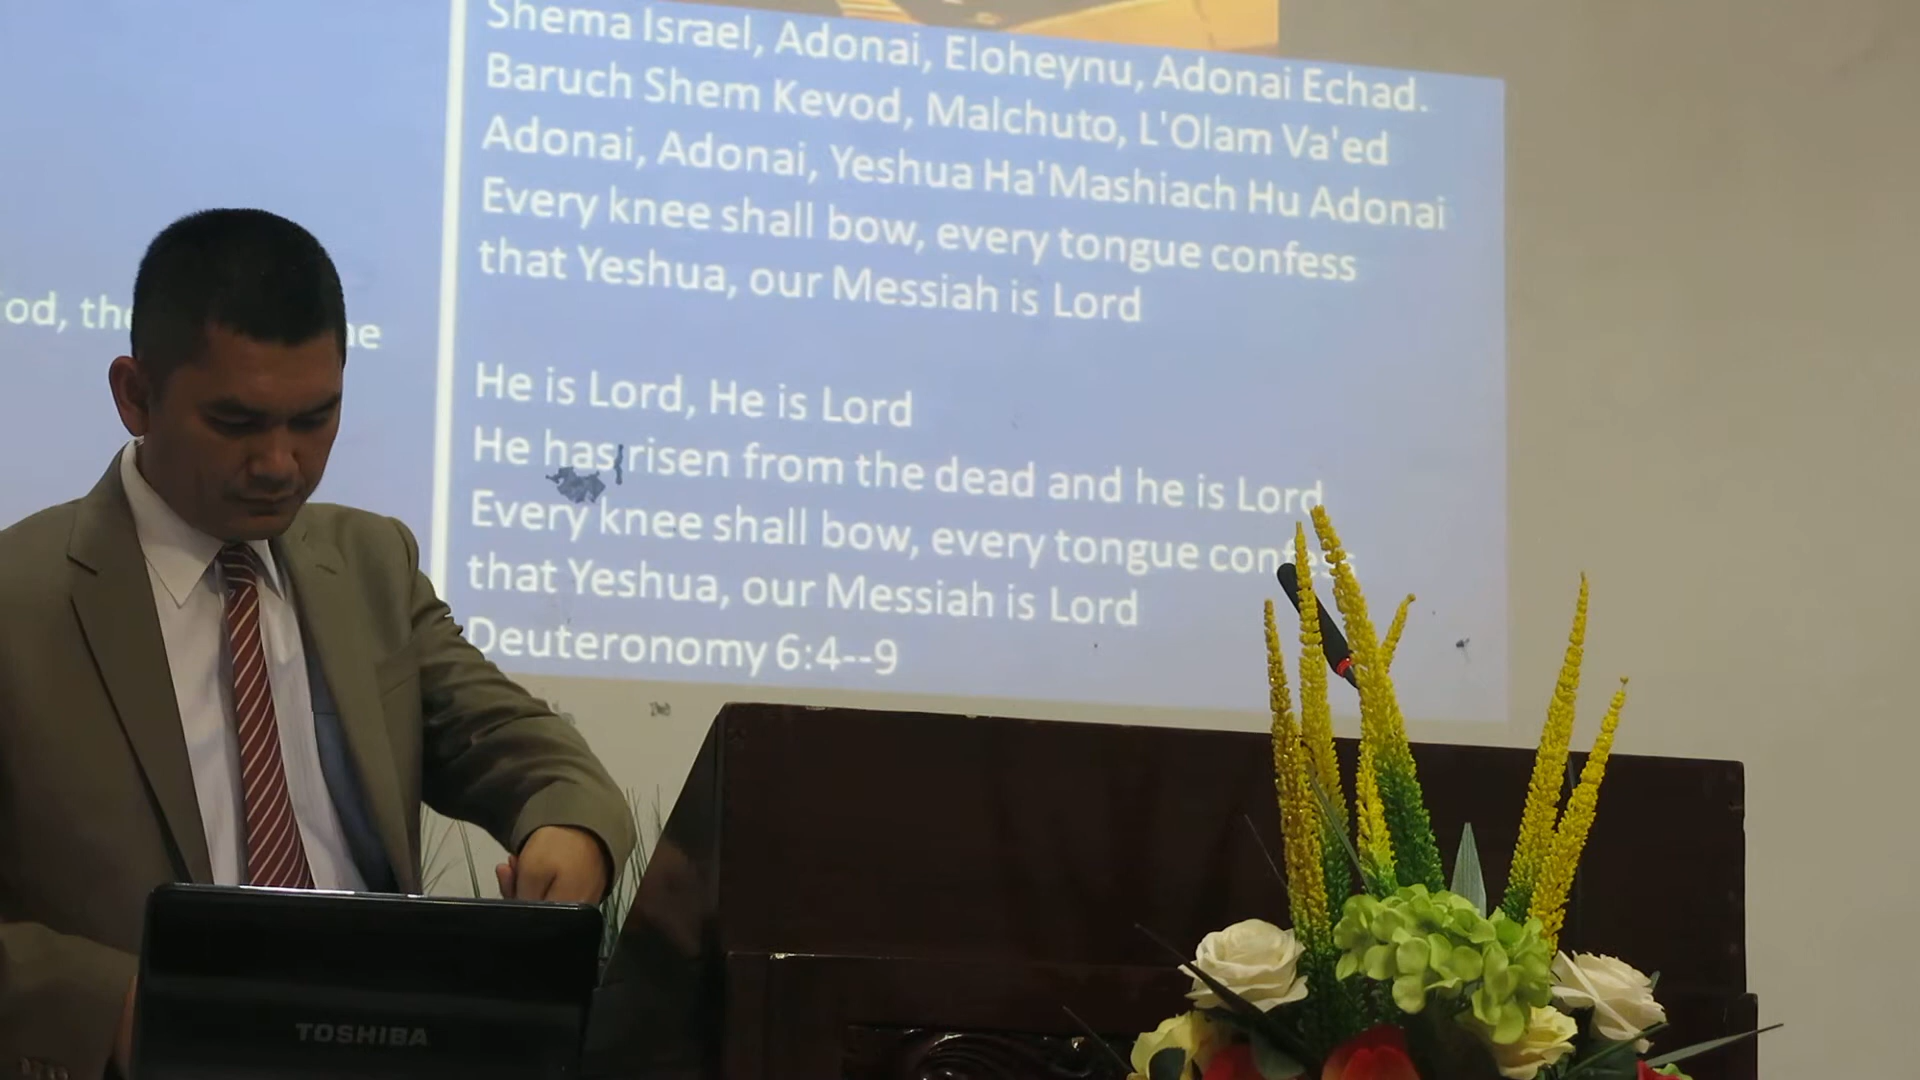 Shema Israel, Adonai, Eloheynu, Adonai Echad.
Baruch Shem Kevod, Malchuto, L'Olam Va'ed
Adonai, Adonai, Yeshua Ha'Mashiach Hu Adonai
Every knee shall bow, every tongue confess
that Yeshua, our Messiah is Lord
He is Lord, He is Lord
He has risen from the dead and he is Lord
Every knee shall bow, every tongue confess
that Yeshua, our Messiah is Lord
Deuteronomy 6:4--9
TOSHIBA